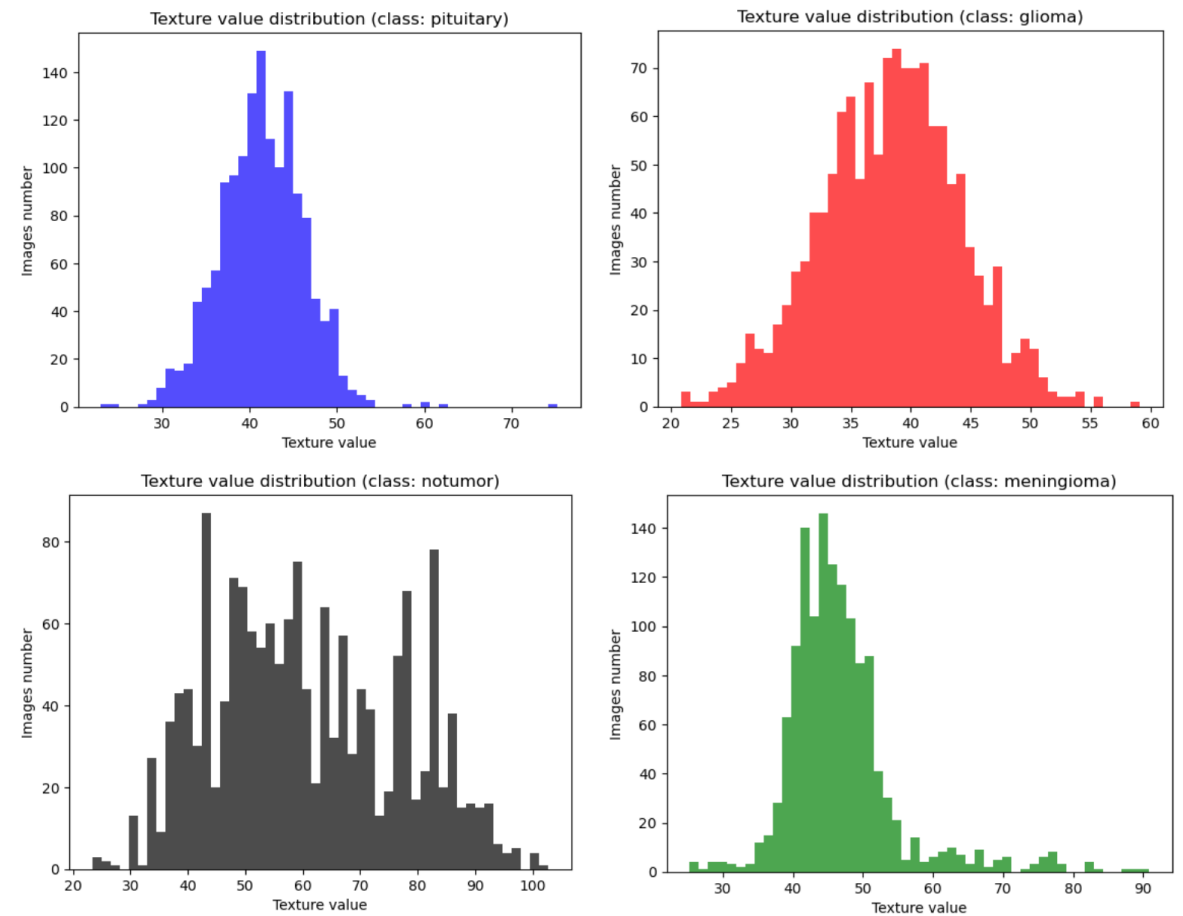 Texture value distribution (class: pituitary)
140
120
100
80
60
40
20
0
Images number
30 40 50 60 70
Texture value
Texture value distribution (class: glioma)
70
60
50
40
30
20
10
0
Images number
20 25 30 35 40 45 50 55 60
Texture value
Texture value distribution (class: notumor)
80
60
40
20
0
Images number
20 30 40 50 60 70 80 90 100
Texture value
Texture value distribution (class: meningioma)
140
120
100
80
60
40
20
0
Images number
30 40 50 60 70 80 90
Texture value